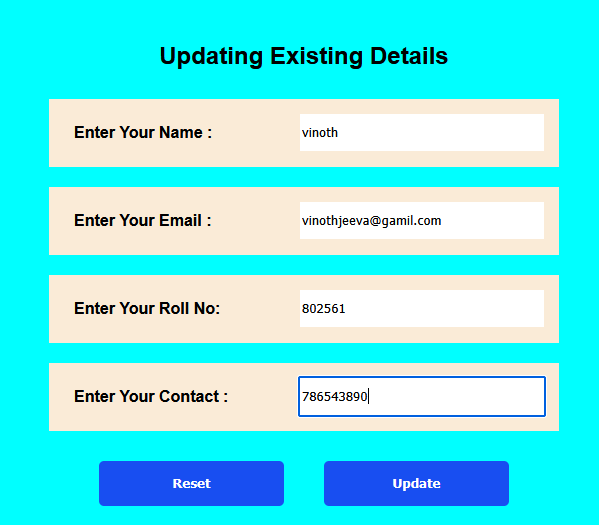 Updating Existing Details
Enter Your Name : vinoth
Enter Your Email : vinothjeeva@gamil.com
Enter Your Roll No: 802561
Enter Your Contact : 786543890
Reset Update